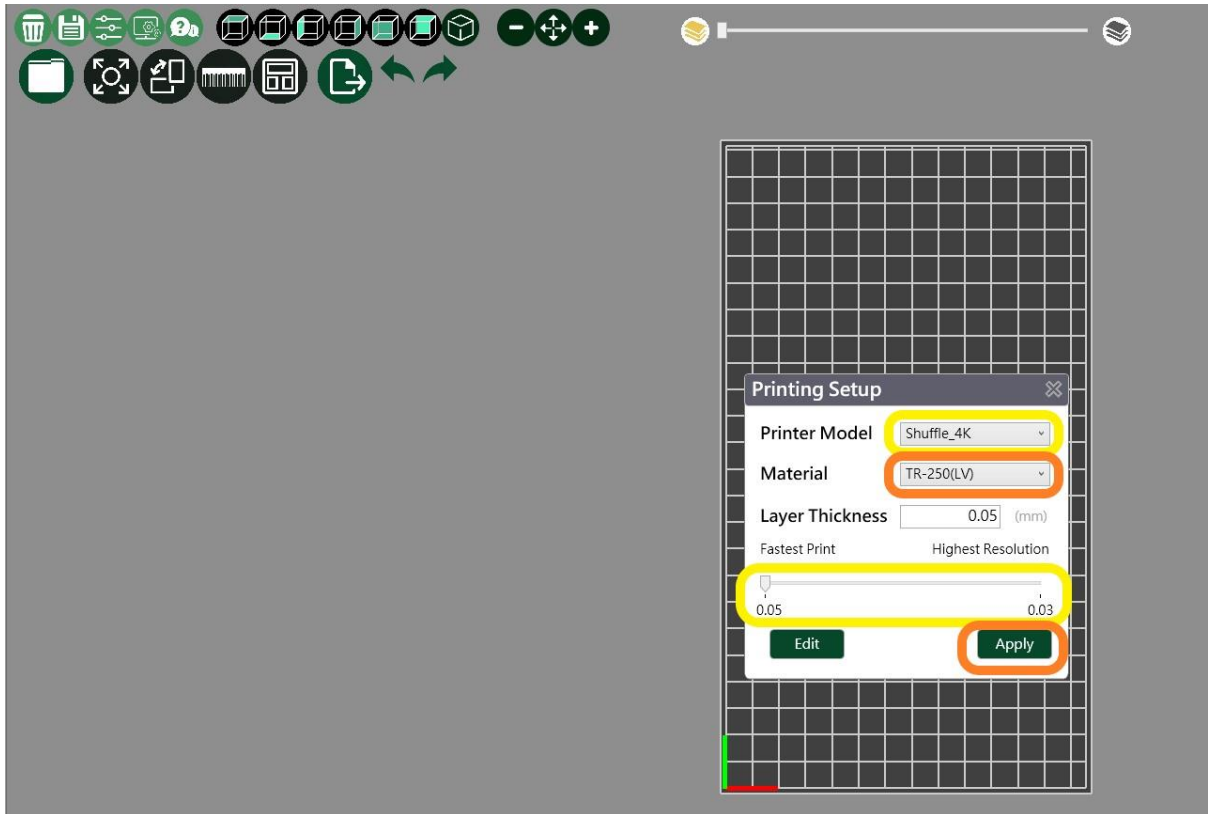 Printing Setup
Printer Model Shuffle_4K
Material TR-250(LV)
Layer Thickness 0.05 (mm)
Fastest Print Highest Resolution
0.05 0.03
Edit Apply